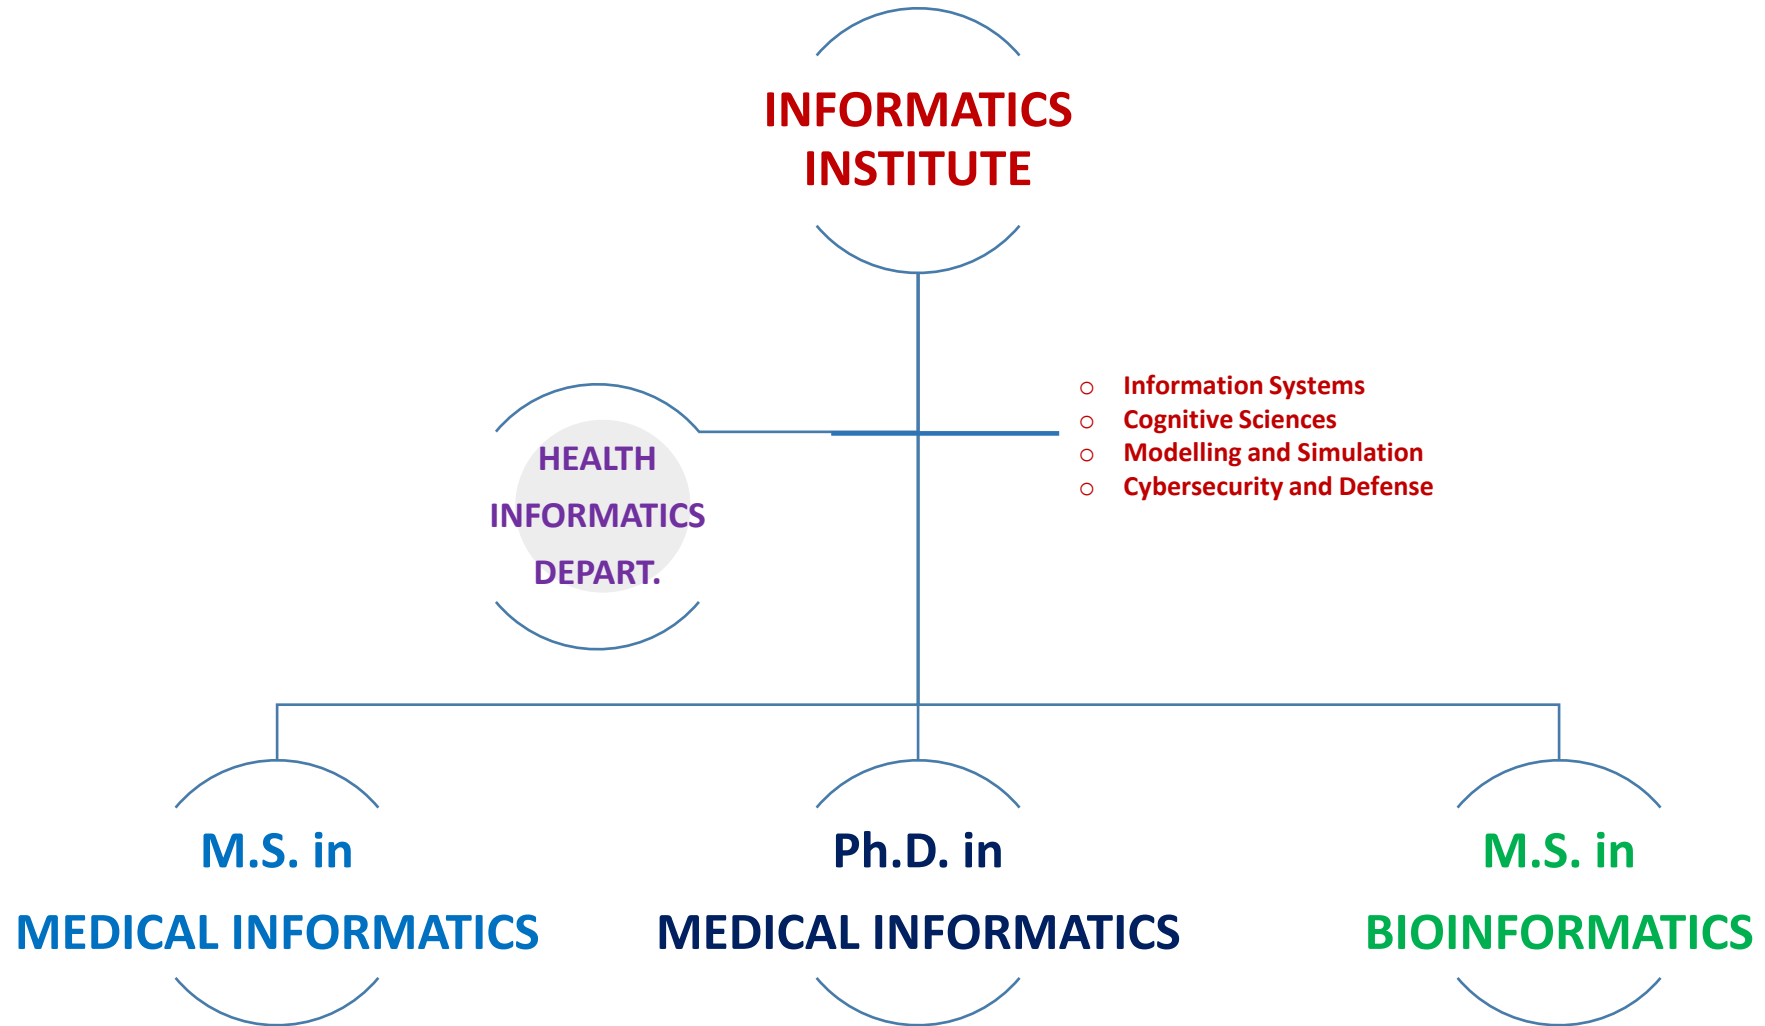 INFORMATICS
INSTITUTE
o Information Systems
o Cognitive Sciences
o Modelling and Simulation
o Cybersecurity and Defense
HEALTH
INFORMATICS
DEPART.
M.S. in
MEDICAL INFORMATICS
Ph.D. in
MEDICAL INFORMATICS
M.S. in
BIOINFORMATICS